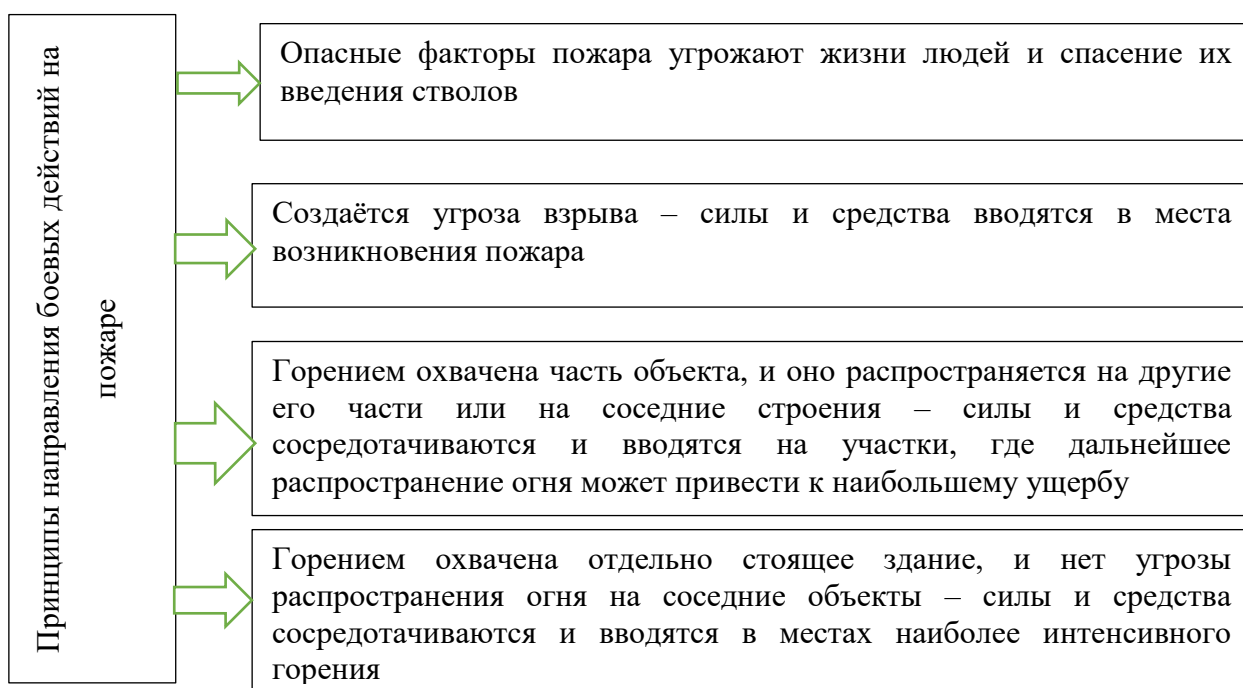 Принципы направления боевых действий на
пожаре
Опасные факторы пожара угрожают жизни людей и спасение их
введения стволов
Создаётся угроза взрыва – силы и средства вводятся в места
возникновения пожара
Горением охвачена часть объекта, и оно распространяется на другие
его части или на соседние строения – силы и средства
сосредотачиваются и вводятся на участки, где дальнейшее
распространение огня может привести к наибольшему ущербу
Горением охвачена отдельно стоящее здание, и нет угрозы
распространения огня на соседние объекты – силы и средства
сосредотачиваются и вводятся в местах наиболее интенсивного
горения